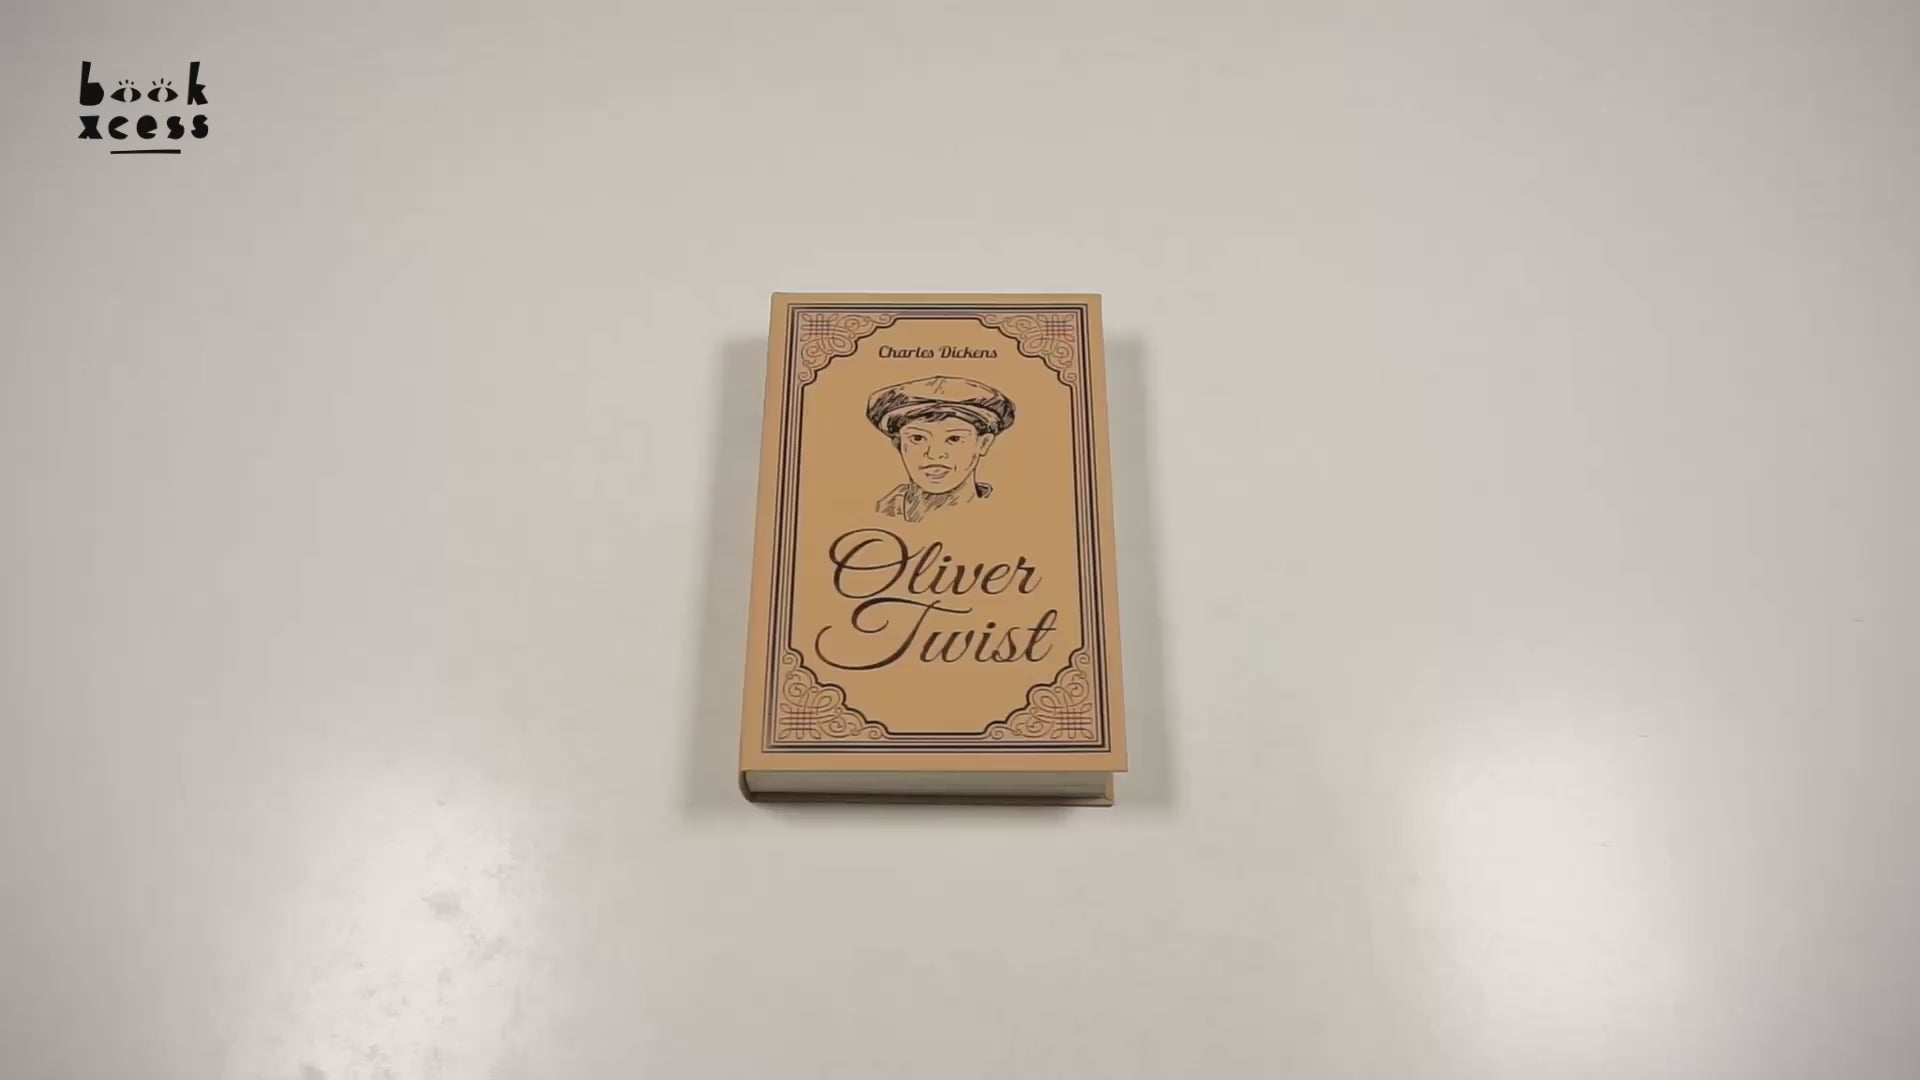 book
xcess
Charles Dickens
Oliver
Twist